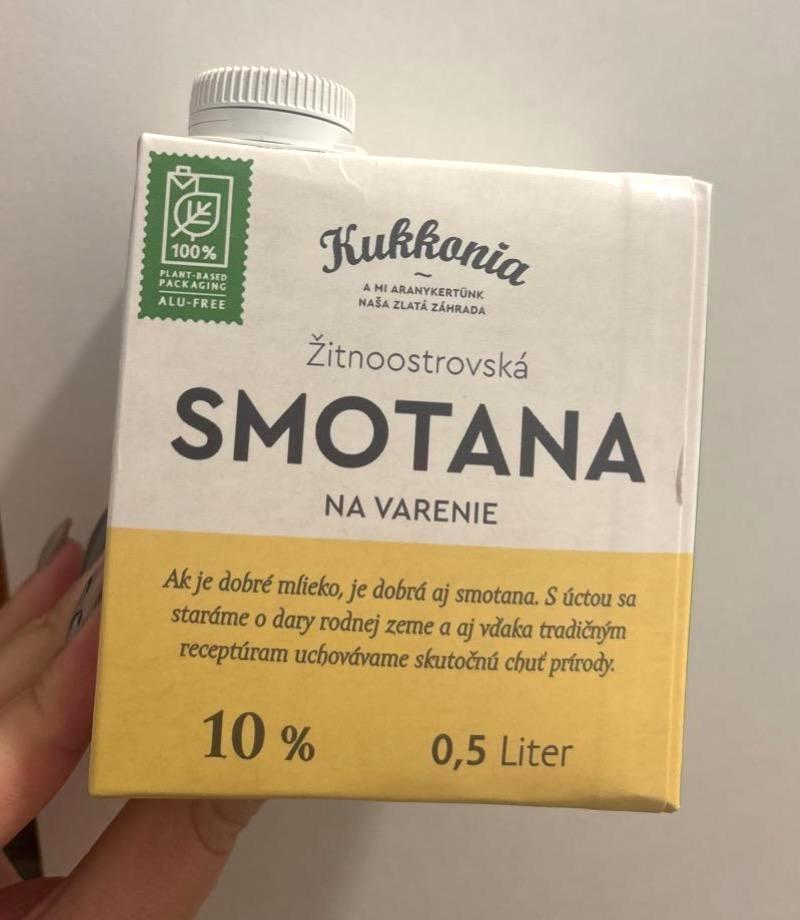 100%
PLANT-BASED
PACKAGING
ALU-FREE
Kukkonia
A MI ARANYKERTÜNK
NAŠA ZLATÁ ZÁHRADA
Žitnoostrovská
SMOTANA
NA VARENIE
Ak je dobré mlieko, je dobrá aj smotana. S úctou sa
staráme o dary rodnej zeme a aj vďaka tradičným
receptúram uchovávame skutočnú chuť prírody.
10 %
0,5 Liter